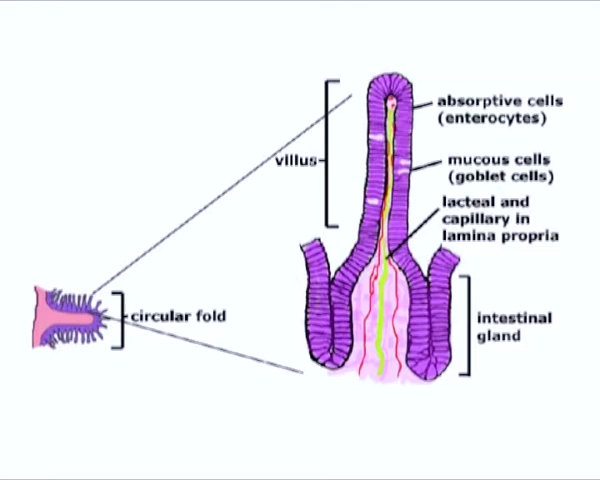 absorptive cells
(enterocytes)
villus
mucous cells
(goblet cells)
lacteal and
capillary in
lamina propria
circular fold
intestinal
gland